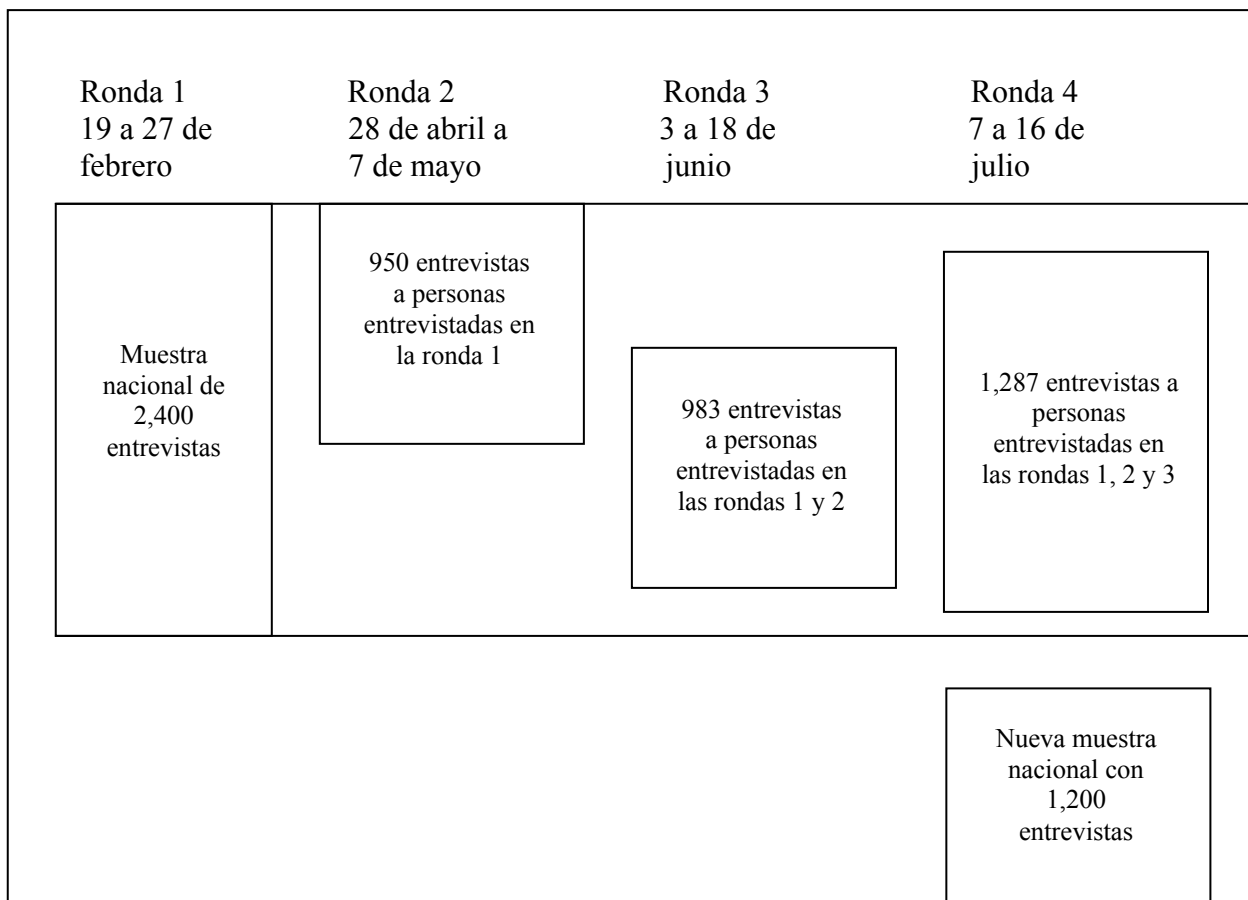 Ronda 1
19 a 27 de
febrero
Ronda 2
28 de abril a
7 de mayo
Ronda 3
3 a 18 de
junio
Ronda 4
7 a 16 de
julio
Muestra
nacional de
2,400
entrevistas
950 entrevistas
a personas
entrevistadas en
la ronda 1
983 entrevistas
a personas
entrevistadas en
las rondas 1 y 2
1,287 entrevistas a
personas
entrevistadas en
las rondas 1, 2 y 3
Nueva muestra
nacional con
1,200
entrevistas